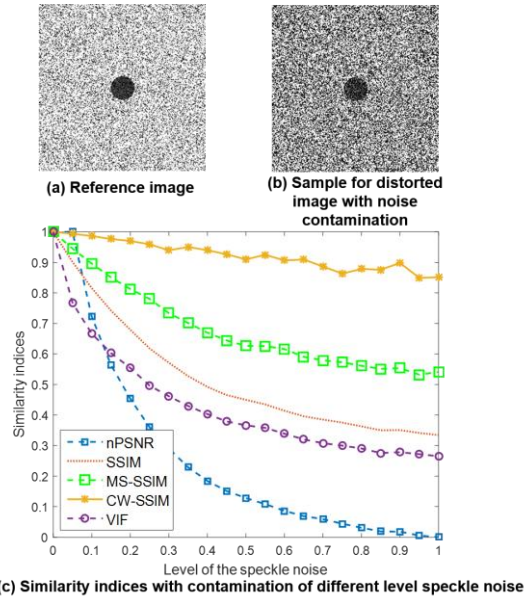 (a) Reference image
(b) Sample for distorted
image with noise
contamination
1
0.9
0.8
0.7
0.6
0.5
0.4
0.3
0.2
0.1
0
Similarity indices
nPSNR
SSIM
MS-SSIM
CW-SSIM
VIF
0 0.1 0.2 0.3 0.4 0.5 0.6 0.7 0.8 0.9 1
Level of the speckle noise
(c) Similarity indices with contamination of different level speckle noise